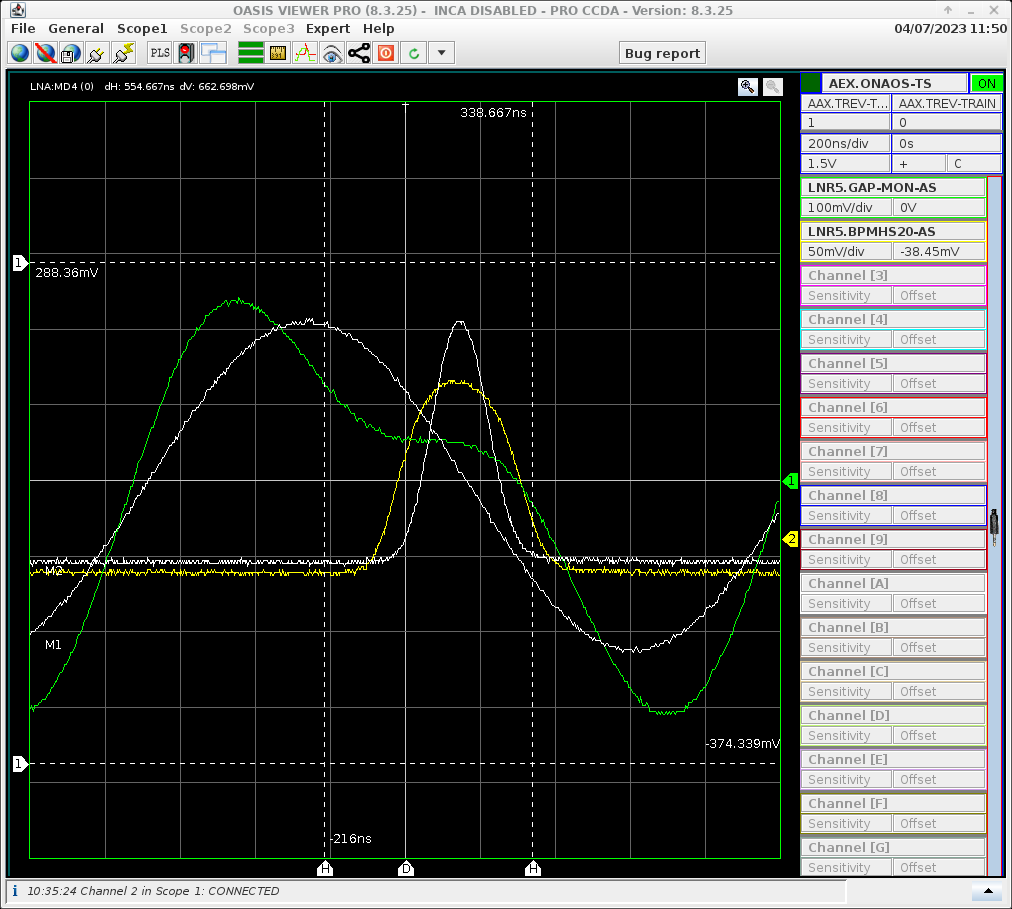 OASIS VIEWER PRO (8.3.25) - INCA DISABLED - PRO CCDA - Version: 8.3.25
File General Scope1 Scope2 Scope3 Expert Help 04/07/2023 11:50
PLS Bug report
LNA:MD4 (0) dH: 554.667ns dV: 662.698mV
338.667ns
1
288.36mV
M2
M1
1
2
-374.339mV
1
-216ns
H D H
AEX.ONAOS-TS ON
AAX.TREV-T... AAX.TREV-TRAIN
1 0
200ns/div 0s
1.5V + C
LNR5.GAP-MON-AS
100mV/div 0V
LNR5.BPMHS20-AS
50mV/div -38.45mV
Channel [3]
Sensitivity Offset
Channel [4]
Sensitivity Offset
Channel [5]
Sensitivity Offset
Channel [6]
Sensitivity Offset
Channel [7]
Sensitivity Offset
Channel [8]
Sensitivity Offset
Channel [9]
Sensitivity Offset
Channel [A]
Sensitivity Offset
Channel [B]
Sensitivity Offset
Channel [C]
Sensitivity Offset
Channel [D]
Sensitivity Offset
Channel [E]
Sensitivity Offset
Channel [F]
Sensitivity Offset
Channel [G]
Sensitivity Offset
i 10:35:24 Channel 2 in Scope 1: CONNECTED